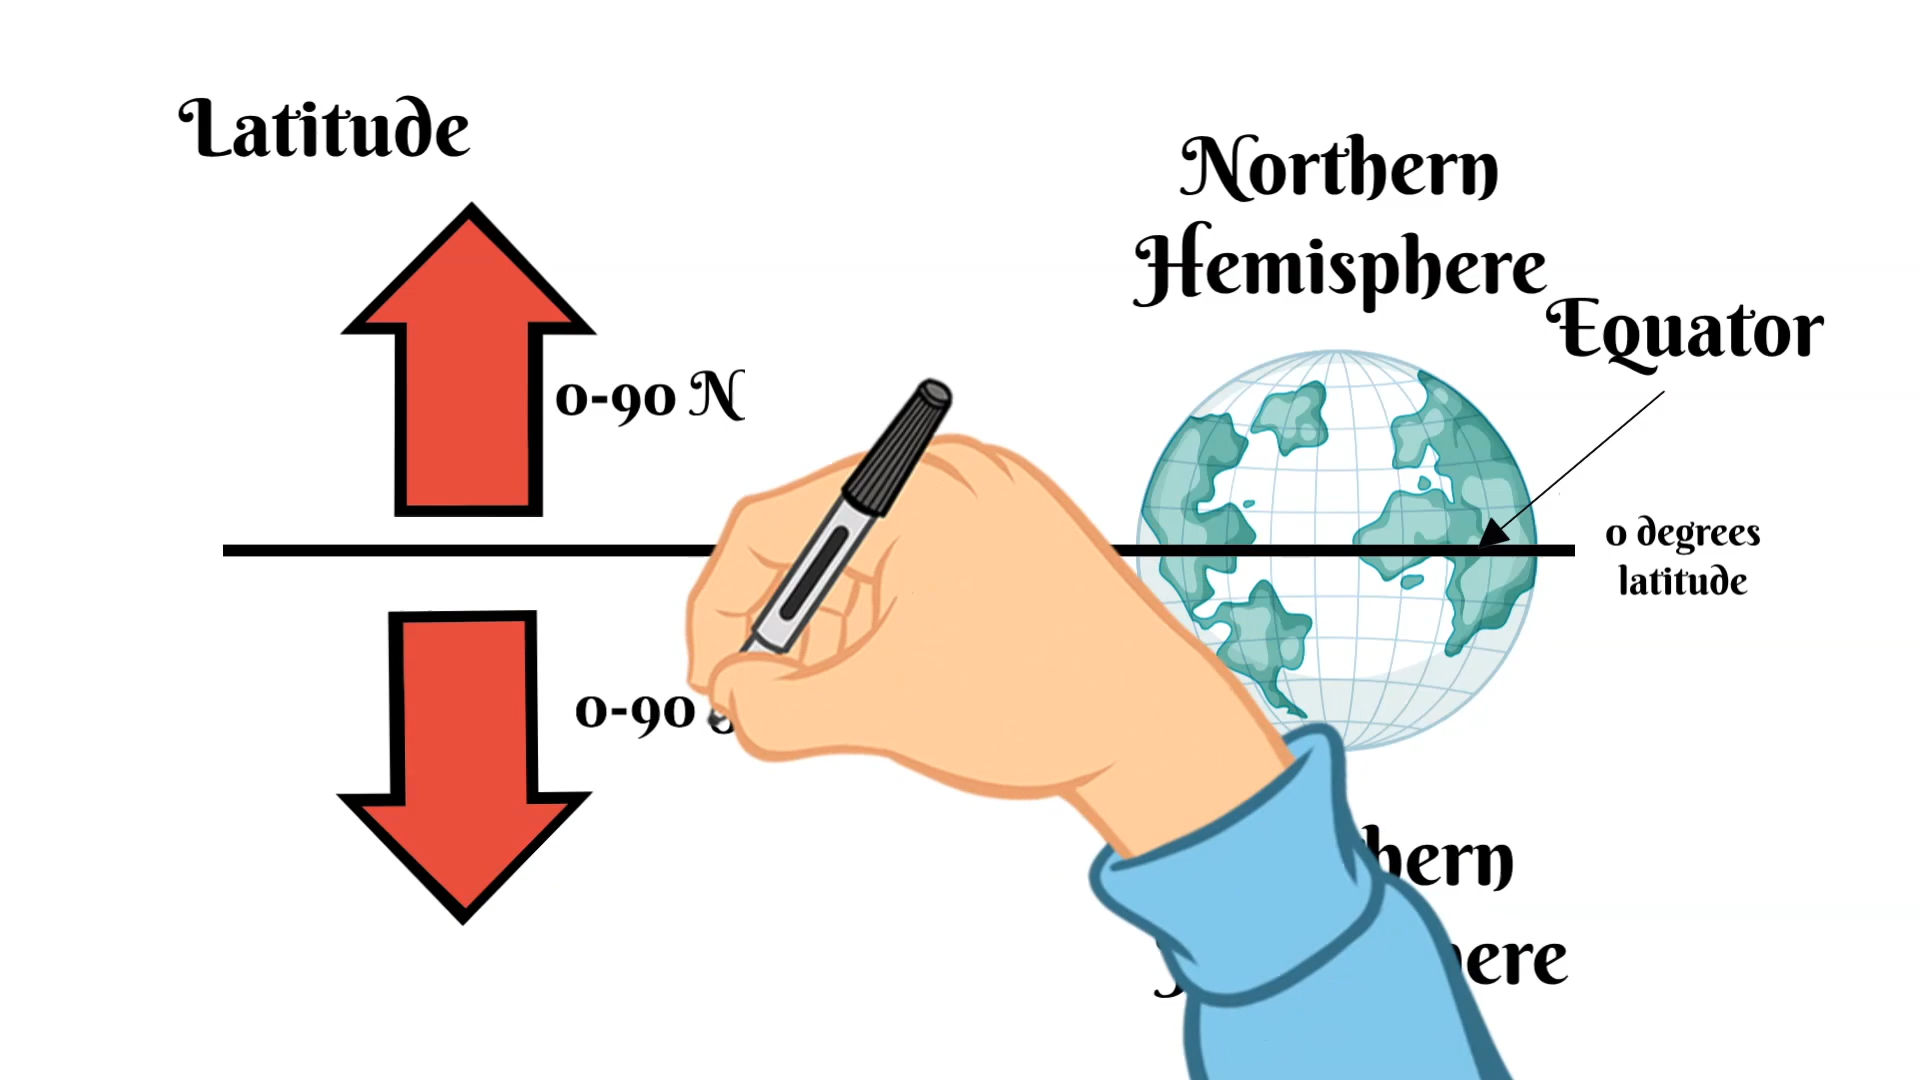 Latitude
Northern
Hemisphere
Equator
0-90 N
0 degrees
latitude
0-90
hern
ere